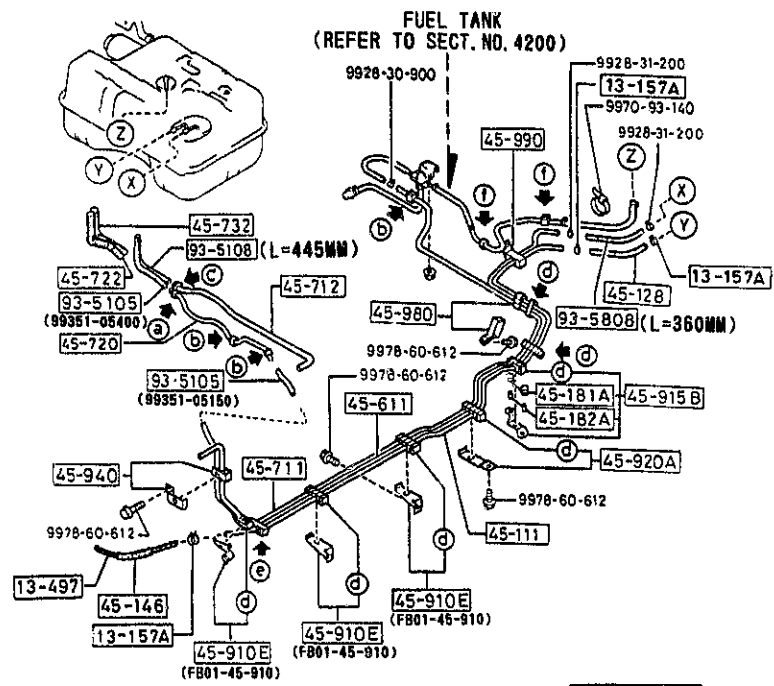 FUEL TANK
(REFER TO SECT. NO. 4200)
9928-30-900
9928-31-200
13-157A
9970-93-140
9928-31-200
45-990
Z
X
Y
Z
Y
X
f
f
b
d
45-732
93-5108 (L=445MM)
45-722
c
93-5105
(99351-05400)
a
45-712
45-720
b
b
93-5105
(99351-05150)
13-157A
45-128
93-5808 (L=360MM)
45-980
9978-60-612
d
d
9978-60-612
45-181A
45-915B
45-182A
45-611
d
45-920A
45-940
45-711
9978-60-612
9978-60-612
45-111
e
d
d
d
13-497
45-146
13-157A
45-910E
(FB01-45-910)
45-910E
(FB01-45-910)
45-910E
(FB01-45-910)